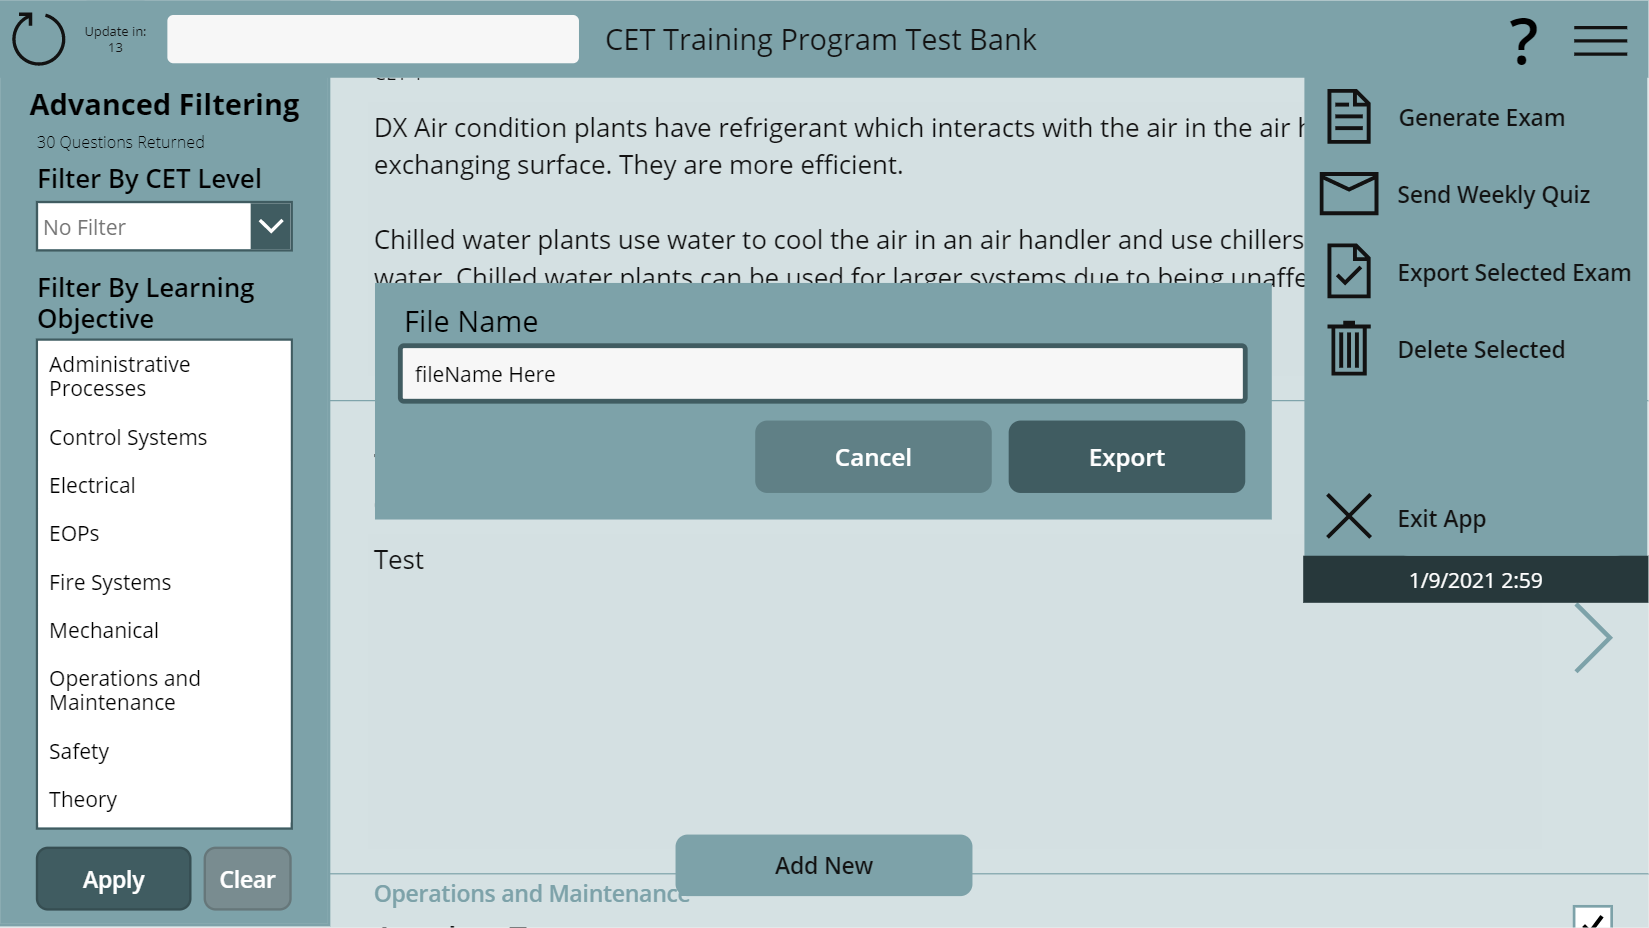 Update in:
13
CET Training Program Test Bank
?
Advanced Filtering
30 Questions Returned
Filter By CET Level
No Filter
Filter By Learning
Objective
Administrative
Processes
Control Systems
Electrical
EOPs
Fire Systems
Mechanical
Operations and
Maintenance
Safety
Theory
Apply
Clear
DX Air condition plants have refrigerant which interacts with the air in the air
exchanging surface. They are more efficient.
Chilled water plants use water to cool the air in an air handler and use chillers
water. Chilled water plants can be used for larger systems due to being
File Name
fileName Here
Cancel
Export
Test
Add New
Operations and Maintenance
Generate Exam
Send Weekly Quiz
Export Selected Exam
Delete Selected
Exit App
1/9/2021 2:59